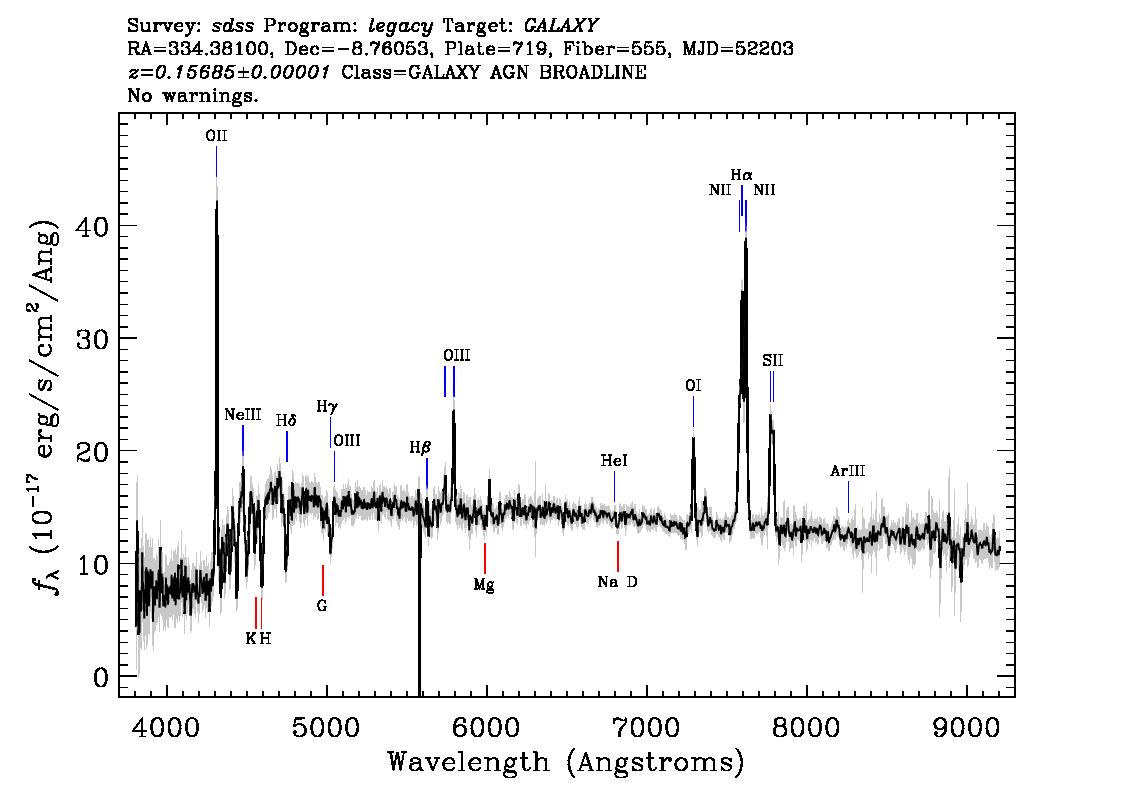 Survey: sdss Program: legacy Target: GALAXY
RA=334.38100, Dec=−8.76053, Plate=719, Fiber=555, MJD=52203
z=0.15685±0.00001 Class=GALAXY AGN BROADLINE
No warnings.
OII
Hα
NII NII
OIII
SII
OI
NeIII
Hδ
Hγ
OIII
Hβ
HeI
ArIII
Mg
Na D
G
K H
40
30
20
10
0
fλ (10−17 erg/s/cm2/Ang)
4000 5000 6000 7000 8000 9000
Wavelength (Angstroms)